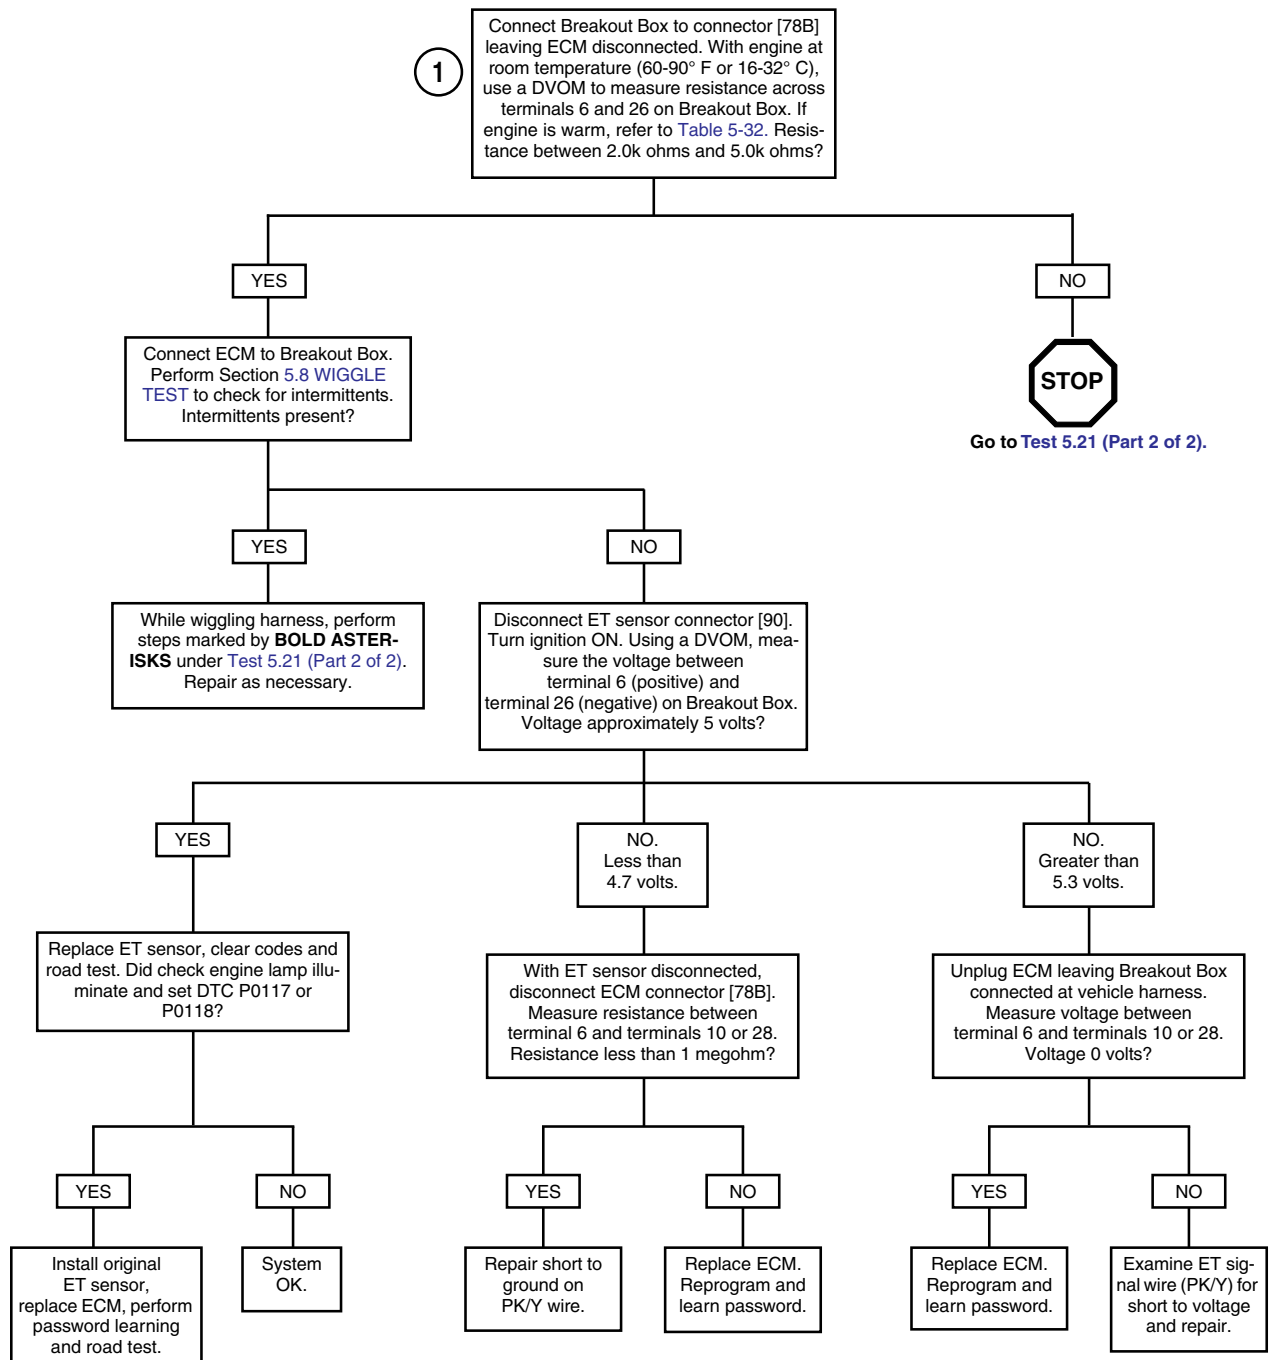 1
Connect Breakout Box to connector [78B]
leaving ECM disconnected. With engine at
room temperature (60-90° F or 16-32° C),
use a DVOM to measure resistance across
terminals 6 and 26 on Breakout Box. If
engine is warm, refer to Table 5-32. Resis-
tance between 2.0k ohms and 5.0k ohms?
YES
NO
Connect ECM to Breakout Box.
Perform Section 5.8 WIGGLE
TEST to check for intermittents.
Intermittents present?
STOP
Go to Test 5.21 (Part 2 of 2).
YES
NO
While wiggling harness, perform
steps marked by BOLD ASTER-
ISKS under Test 5.21 (Part 2 of 2).
Repair as necessary.
Disconnect ET sensor connector [90].
Turn ignition ON. Using a DVOM, mea-
sure the voltage between
terminal 6 (positive) and
terminal 26 (negative) on Breakout Box.
Voltage approximately 5 volts?
YES
NO.
Less than
4.7 volts.
NO.
Greater than
5.3 volts.
Replace ET sensor, clear codes and
road test. Did check engine lamp illu-
minate and set DTC P0117 or
P0118?
With ET sensor disconnected,
disconnect ECM connector [78B].
Measure resistance between
terminal 6 and terminals 10 or 28.
Resistance less than 1 megohm?
Unplug ECM leaving Breakout Box
connected at vehicle harness.
Measure voltage between
terminal 6 and terminals 10 or 28.
Voltage 0 volts?
YES
NO
YES
NO
YES
NO
Install original
ET sensor,
replace ECM, perform
password learning
and road test.
System
OK.
Repair short to
ground on
PK/Y wire.
Replace ECM.
Reprogram and
learn password.
Replace ECM.
Reprogram and
learn password.
Examine ET sig-
nal wire (PK/Y) for
short to voltage
and repair.